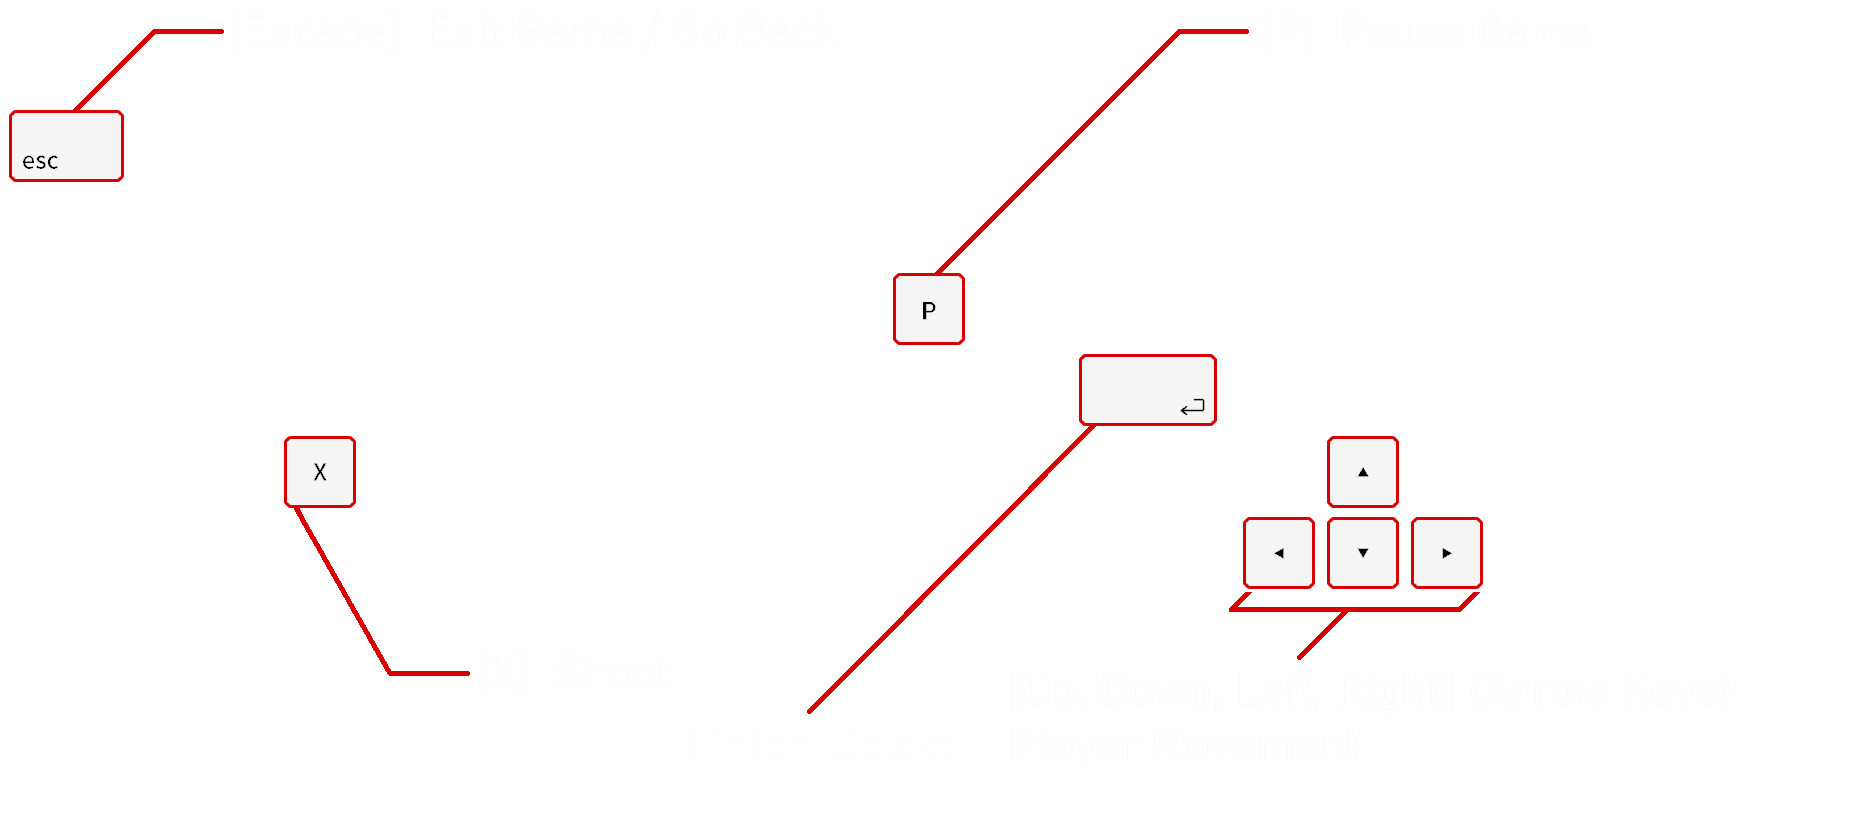 [Escape] Exit Game / Go Back
[P] Pause Game
esc
P
X
[X] Shoot
[Up, Down, Left, Right] (Arrow Keys)
Player Movement